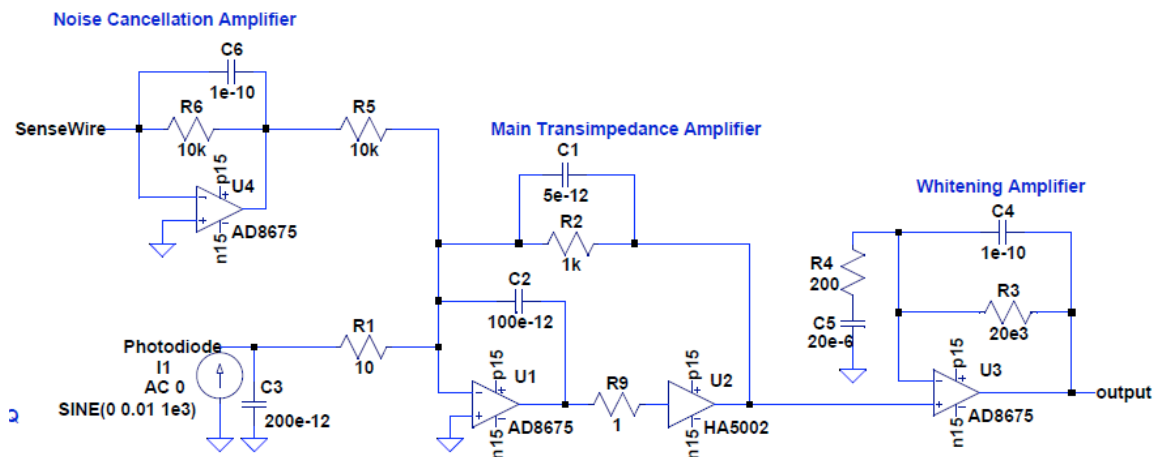 Noise Cancellation Amplifier
C6
1e-10
R6
10k
SenseWire
R5
10k
p15
U4
n15
AD8675
Main Transimpedance Amplifier
C1
5e-12
R2
1k
C2
100e-12
Photodiode
I1
AC 0
SINE(0 0.01 1e3)
C3
200e-12
R1
10
p15
U1
n15
AD8675
R9
1
p15
U2
n15
HA5002
Whitening Amplifier
C4
1e-10
R4
200
R3
20e3
C5
20e-6
p15
U3
n15
AD8675
output